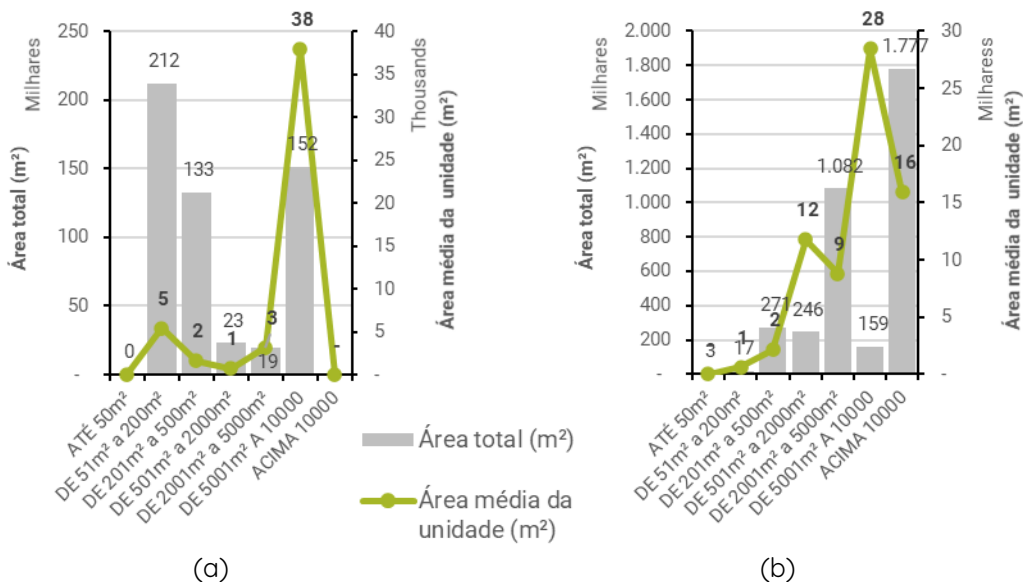 38
250
200
150
100
50
-
Milhares
Área total (m²)
212
133
23
19
152
0
5
2
1
3
-
40
35
30
25
20
15
10
5
-
Thousands
Área média da unidade (m²)
ATÉ 50m²
DE 51m² a 200m²
DE 201m² a 500m²
DE 501m² a 2000m²
DE 2001m² a 5000m²
DE 5001m² A 10000
ACIMA 10000
(a)
Área total (m²)
Área média da
unidade (m²)
28
2.000
1.800
1.600
1.400
1.200
1.000
800
600
400
200
-
Milhares
Área total (m²)
3
17
271
246
1.082
159
1.777
1
2
12
9
16
30
25
20
15
10
5
-
Milharess
Área média da unidade (m²)
ATÉ 50m²
DE 51m² a 200m²
DE 201m² a 500m²
DE 501m² a 2000m²
DE 2001m² a 5000m²
DE 5001m² A 10000
ACIMA 10000
(b)